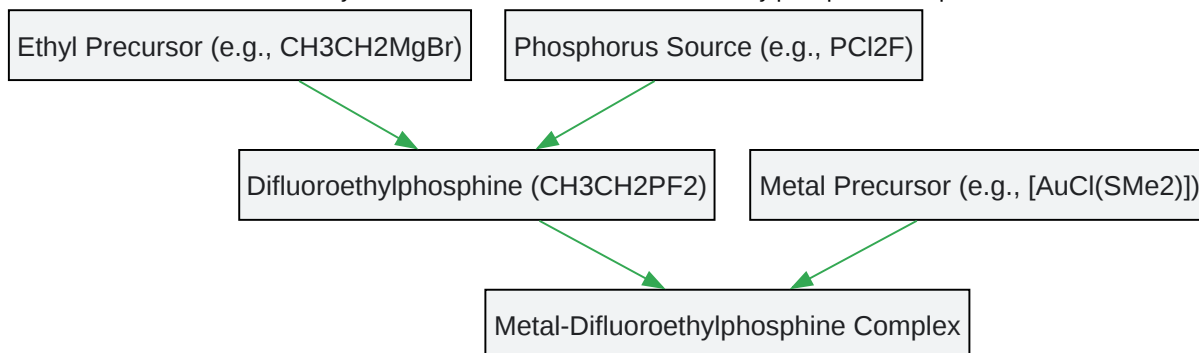 Ethyl Precursor (e.g., CH3CH2MgBr)
Phosphorus Source (e.g., PCl2F)
Difluoroethylphosphine (CH3CH2PF2)
Metal Precursor (e.g., [AuCl(SMe2)])
Metal-Difluoroethylphosphine Complex